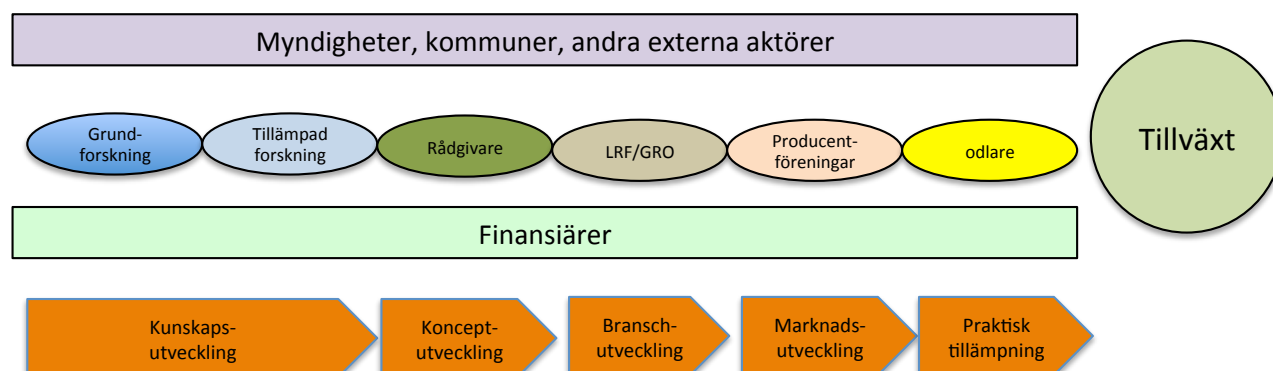 Myndigheter, kommuner, andra externa aktörer
Grund-
forskning
Tillämpad
forskning
Rådgivare
LRF/GRO
Producent-
föreningar
odlare
Tillväxt
Finansiärer
Kunskaps-
utveckling
Koncept-
utveckling
Bransch-
utveckling
Marknads-
utveckling
Praktisk
tillämpning